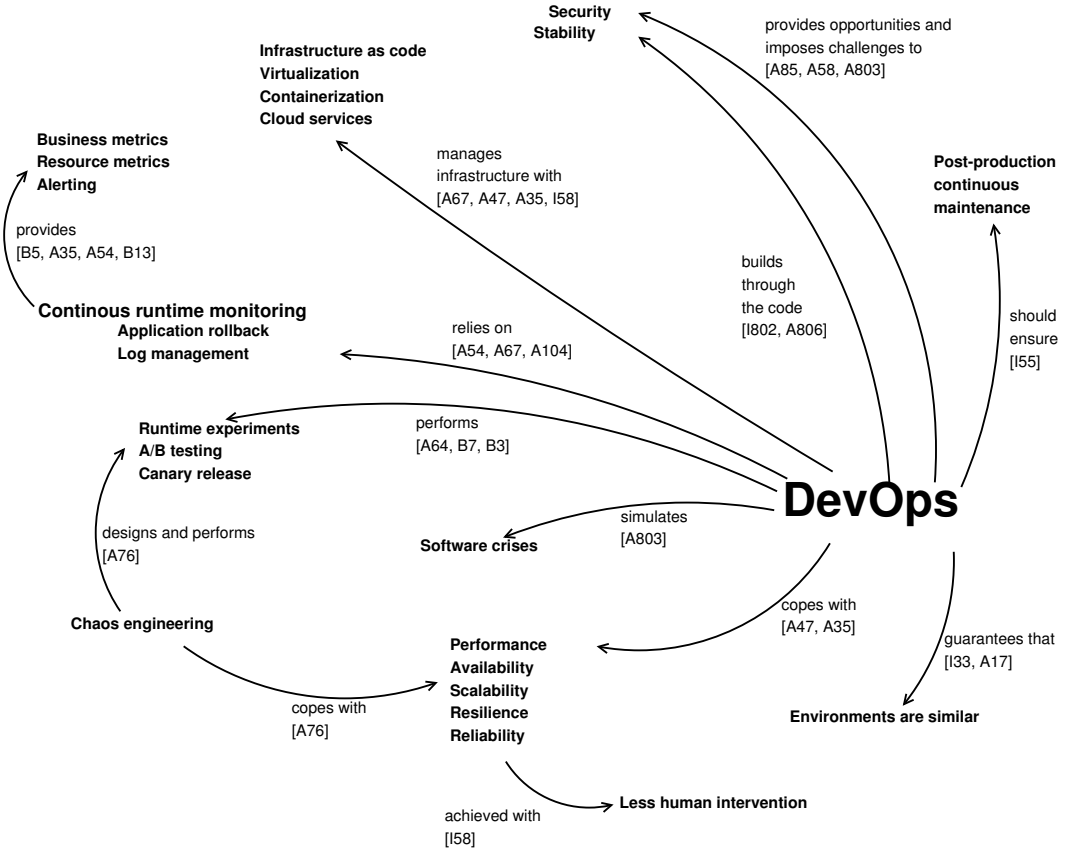 Security
Stability
provides opportunities and
imposes challenges to
[A85, A58, A803]
Infrastructure as code
Virtualization
Containerization
Cloud services
Business metrics
Resource metrics
Alerting
manages
infrastructure with
[A67, A47, A35, I58]
Post-production
continuous
maintenance
provides
[B5, A35, A54, B13]
builds
through
the code
[I802, A806]
Continous runtime monitoring
Application rollback
Log management
relies on
[A54, A67, A104]
should
ensure
[I55]
Runtime experiments
A/B testing
Canary release
performs
[A64, B7, B3]
DevOps
designs and performs
[A76]
Software crises
simulates
[A803]
Chaos engineering
copes with
[A47, A35]
Performance
Availability
Scalability
Resilience
Reliability
guarantees that
[I33, A17]
copes with
[A76]
Environments are similar
achieved with
[I58]
Less human intervention